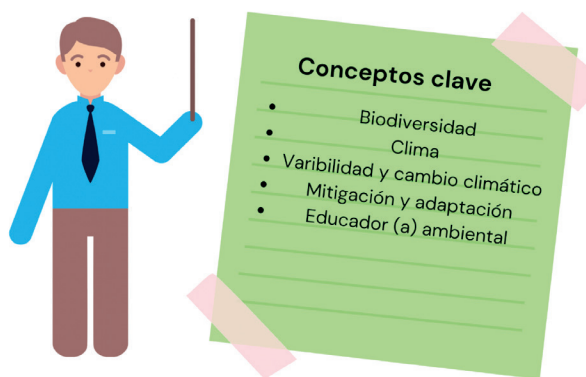 Conceptos clave
• Biodiversidad
• Clima
• Varibilidad y cambio climático
• Mitigación y adaptación
• Educador (a) ambiental